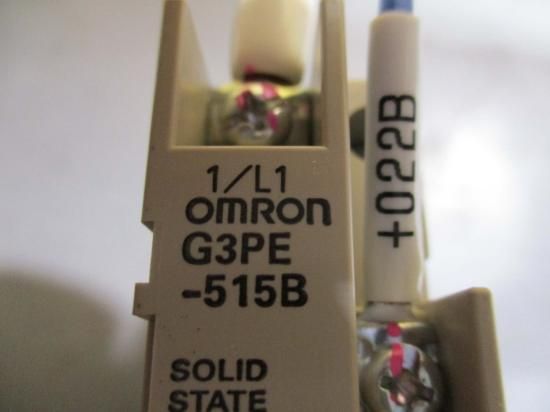 1/L1
omron
G3PE
-515B
SOLID
STATE
+022B